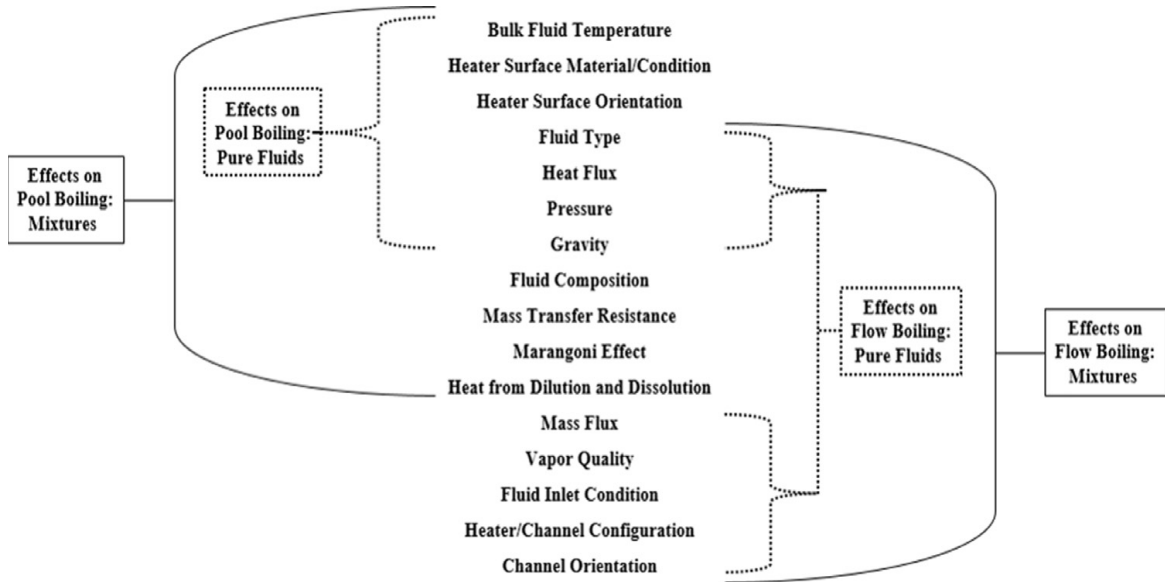 Effects on
Pool Boiling:
Mixtures
Effects on
Pool Boiling:
Pure Fluids
Bulk Fluid Temperature
Heater Surface Material/Condition
Heater Surface Orientation
Fluid Type
Heat Flux
Pressure
Gravity
Fluid Composition
Mass Transfer Resistance
Marangoni Effect
Heat from Dilution and Dissolution
Mass Flux
Vapor Quality
Fluid Inlet Condition
Heater/Channel Configuration
Channel Orientation
Effects on
Flow Boiling:
Pure Fluids
Effects on
Flow Boiling:
Mixtures